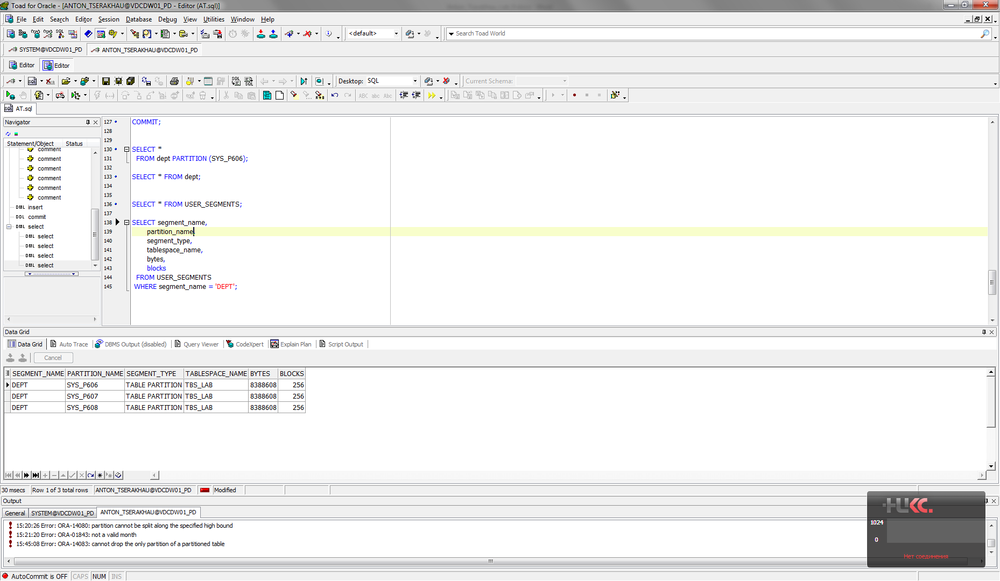 Toad for Oracle - [ANTON_TSERAKHAU@VDCDW01_PD - Editor (AT.sql)]
File Edit Search Editor Session Database Debug View Utilities Window Help
<default> Search Toad World
SYSTEM@VDCDW01_PD ANTON_TSERAKHAU@VDCDW01_PD
Editor Editor
Desktop: SQL Current Schema:
AT.sql
Navigator
Statement/Object Status
comment
comment
comment
comment
comment
comment
DML insert
DDL commit
DML select
DML select
DML select
DML select
DML select
127 COMMIT;
128
129
130 SELECT *
131 FROM dept PARTITION (SYS_P606);
132
133 SELECT * FROM dept;
134
135
136 SELECT * FROM USER_SEGMENTS;
137
138 SELECT segment_name,
139 partition_name,
140 segment_type,
141 tablespace_name,
142 bytes,
143 blocks
144 FROM USER_SEGMENTS
145 WHERE segment_name = 'DEPT';
Data Grid
Data Grid Auto Trace DBMS Output (disabled) Query Viewer CodeXpert Explain Plan Script Output
Cancel
SEGMENT_NAME PARTITION_NAME SEGMENT_TYPE TABLESPACE_NAME BYTES BLOCKS
DEPT SYS_P606 TABLE PARTITION TBS_LAB 8388608 256
DEPT SYS_P607 TABLE PARTITION TBS_LAB 8388608 256
DEPT SYS_P608 TABLE PARTITION TBS_LAB 8388608 256
30 msecs Row 1 of 3 total rows ANTON_TSERAKHAU@VDCDW01_PD Modified
Output
General SYSTEM@VDCDW01_PD ANTON_TSERAKHAU@VDCDW01_PD
15:20:26 Error: ORA-14080: partition cannot be split along the specified high bound
15:21:20 Error: ORA-01843: not a valid month
15:45:08 Error: ORA-14083: cannot drop the only partition of a partitioned table
1024
0
Нет соединения
AutoCommit is OFF CAPS NUM INS